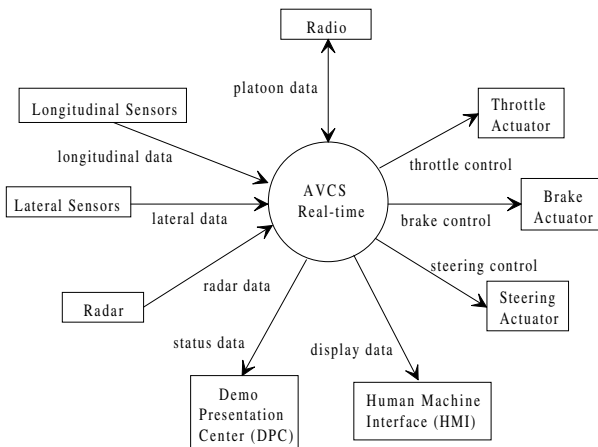 Radio
platoon data
Longitudinal Sensors
longitudinal data
Throttle
Actuator
throttle control
AVCS
Real-time
Lateral Sensors
lateral data
Brake
Actuator
brake control
steering control
Radar
radar data
Steering
Actuator
status data
display data
Demo
Presentation
Center (DPC)
Human Machine
Interface (HMI)